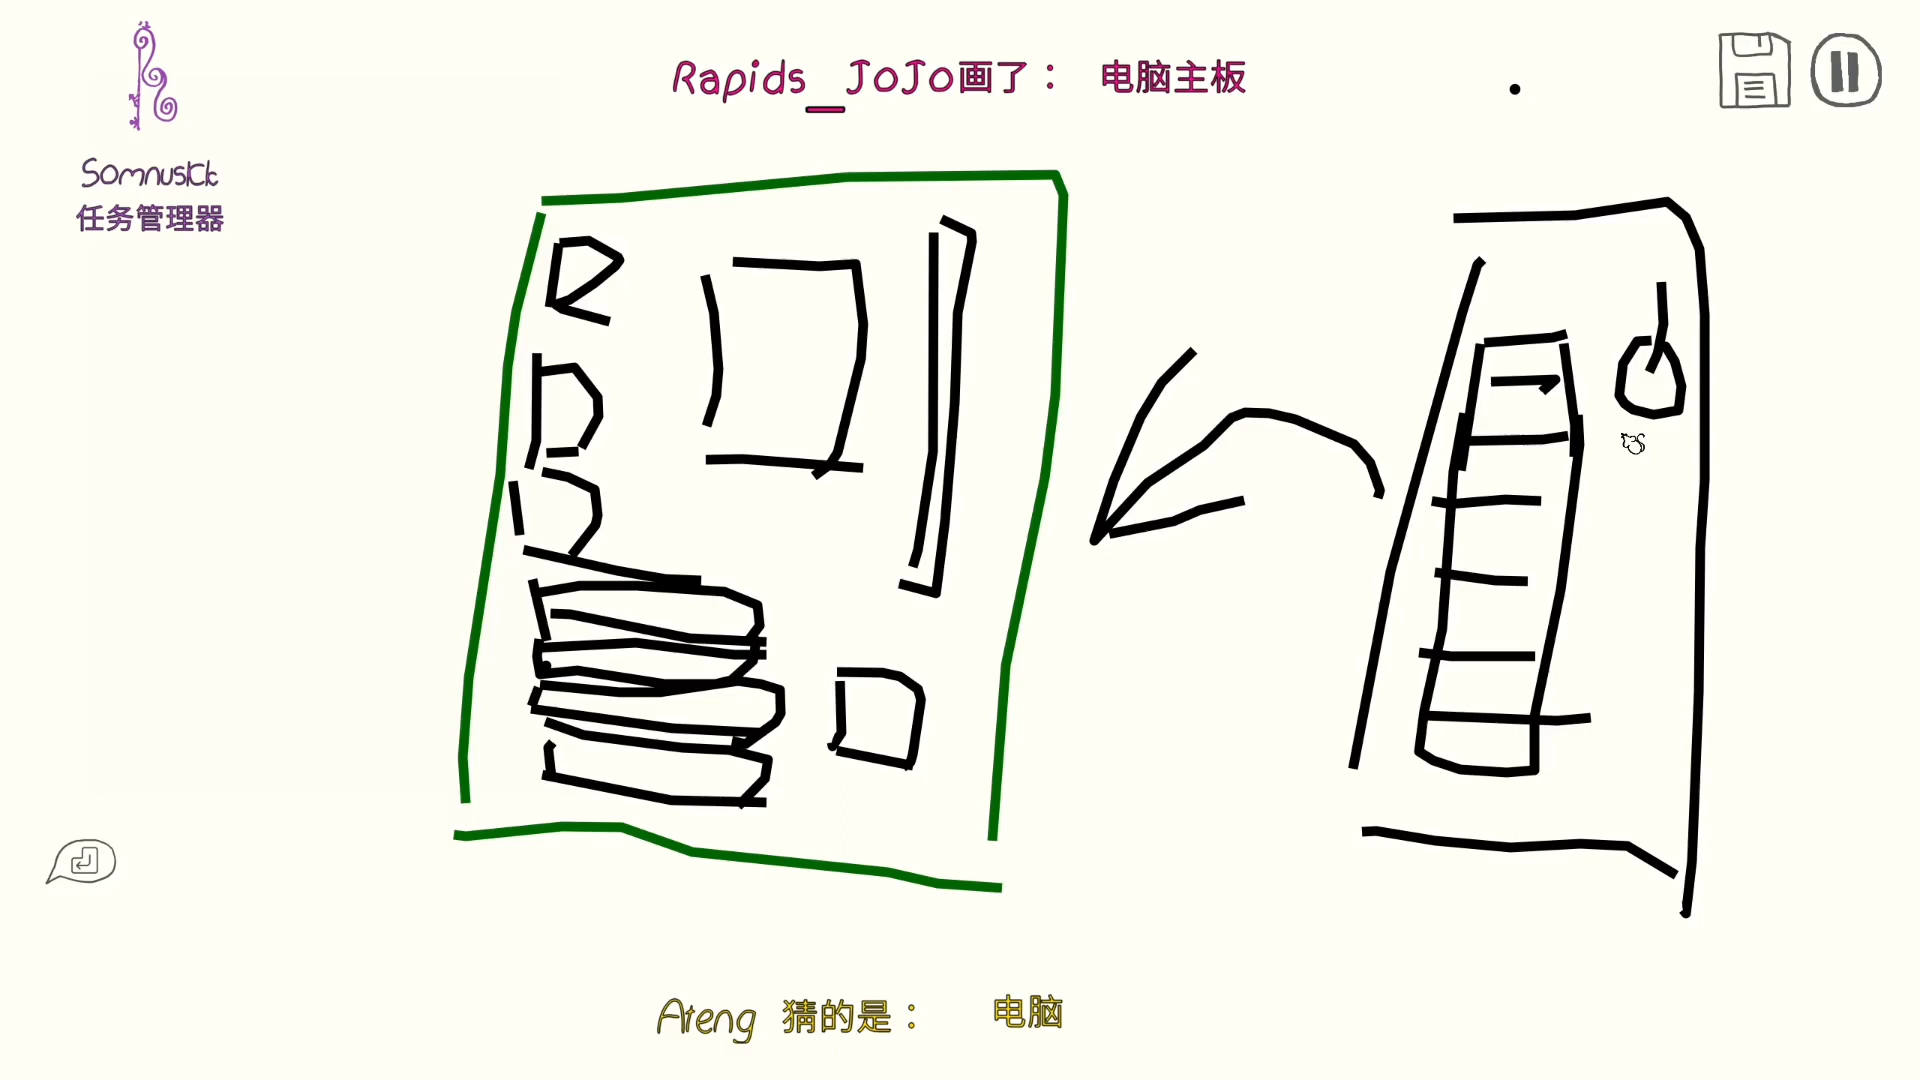 Rapids_JoJo画了： 电脑主板
SomnusKk
任务管理器
Ateng 猜的是： 电脑